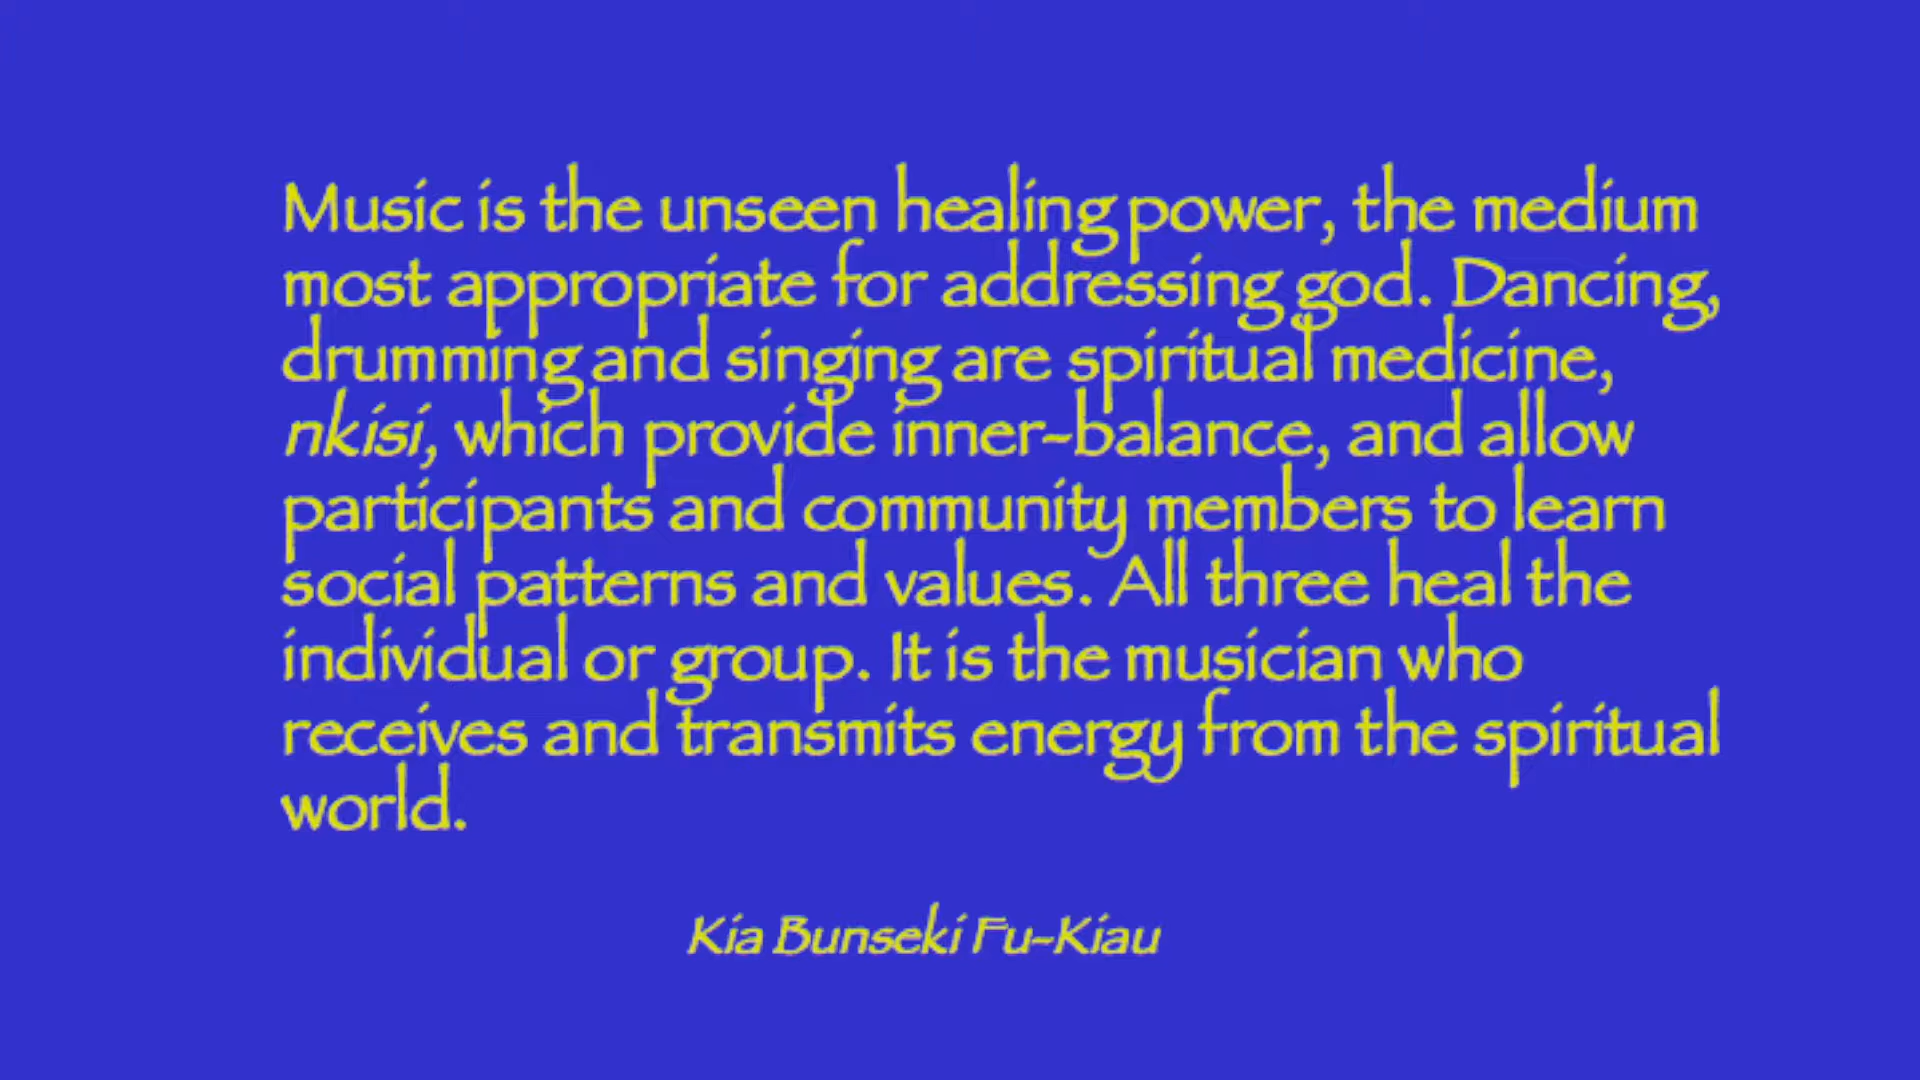 Music is the unseen healing power, the medium
most appropriate for addressing god. Dancing,
drumming and singing are spiritual medicine,
nkisi, which provide inner-balance, and allow
participants and community members to learn
social patterns and values. All three heal the
individual or group. It is the musician who
receives and transmits energy from the spiritual
world.
Kia Bunseki Fu-Kiau